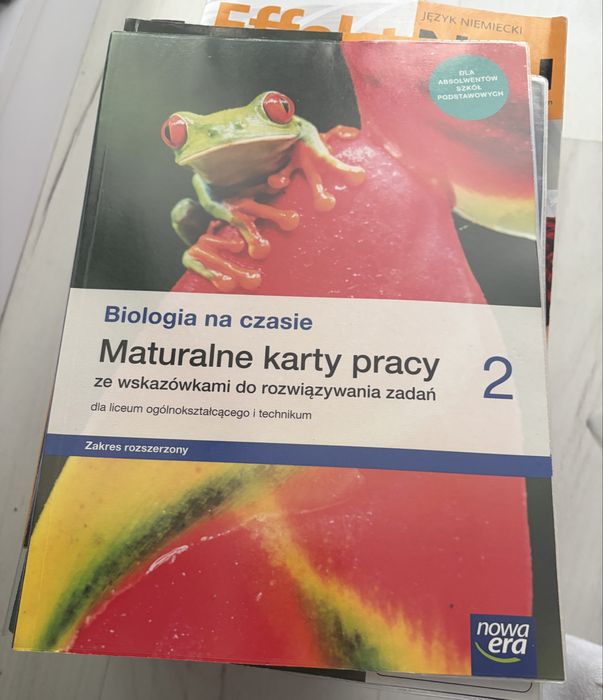 JĘZYK NIEMIECKI
DLA
ABSOLWENTÓW
SZKÓŁ
PODSTAWOWYCH
Biologia na czasie
Maturalne karty pracy
ze wskazówkami do rozwiązywania zadań
2
dla liceum ogólnokształcącego i technikum
Zakres rozszerzony
nowa
era